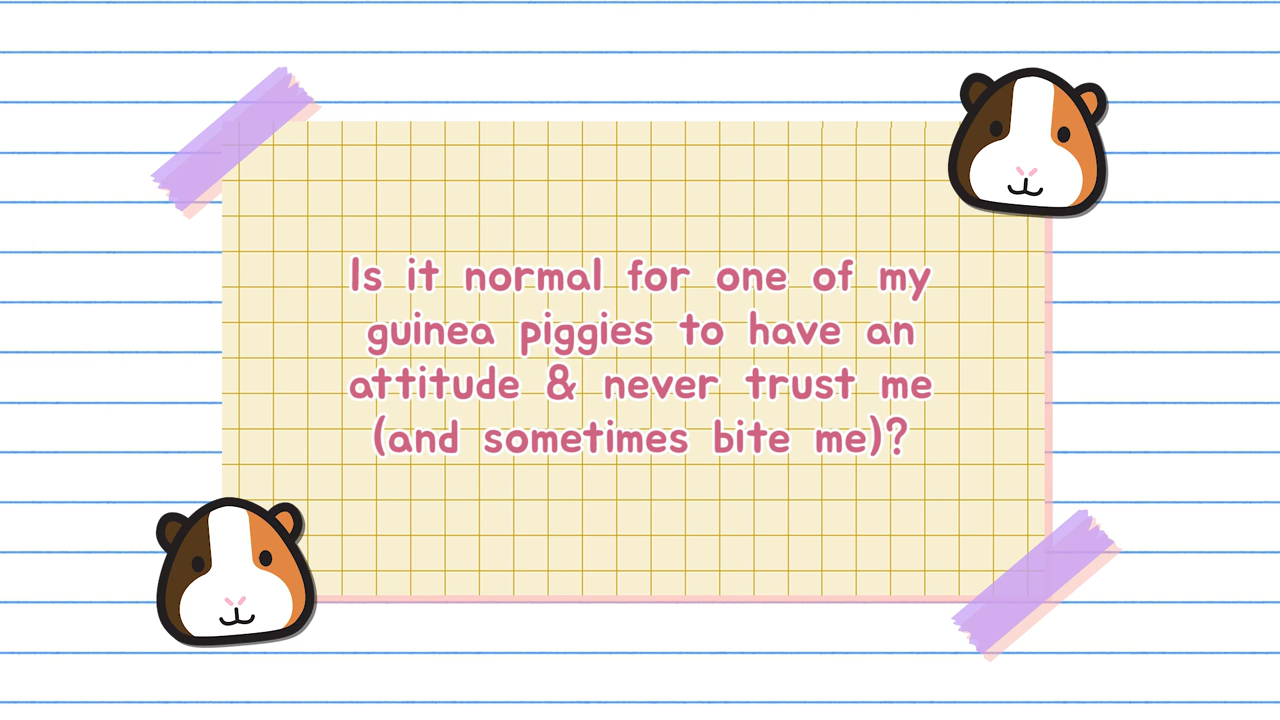 Is it normal for one of my
guinea piggies to have an
attitude & never trust me
(and sometimes bite me)?